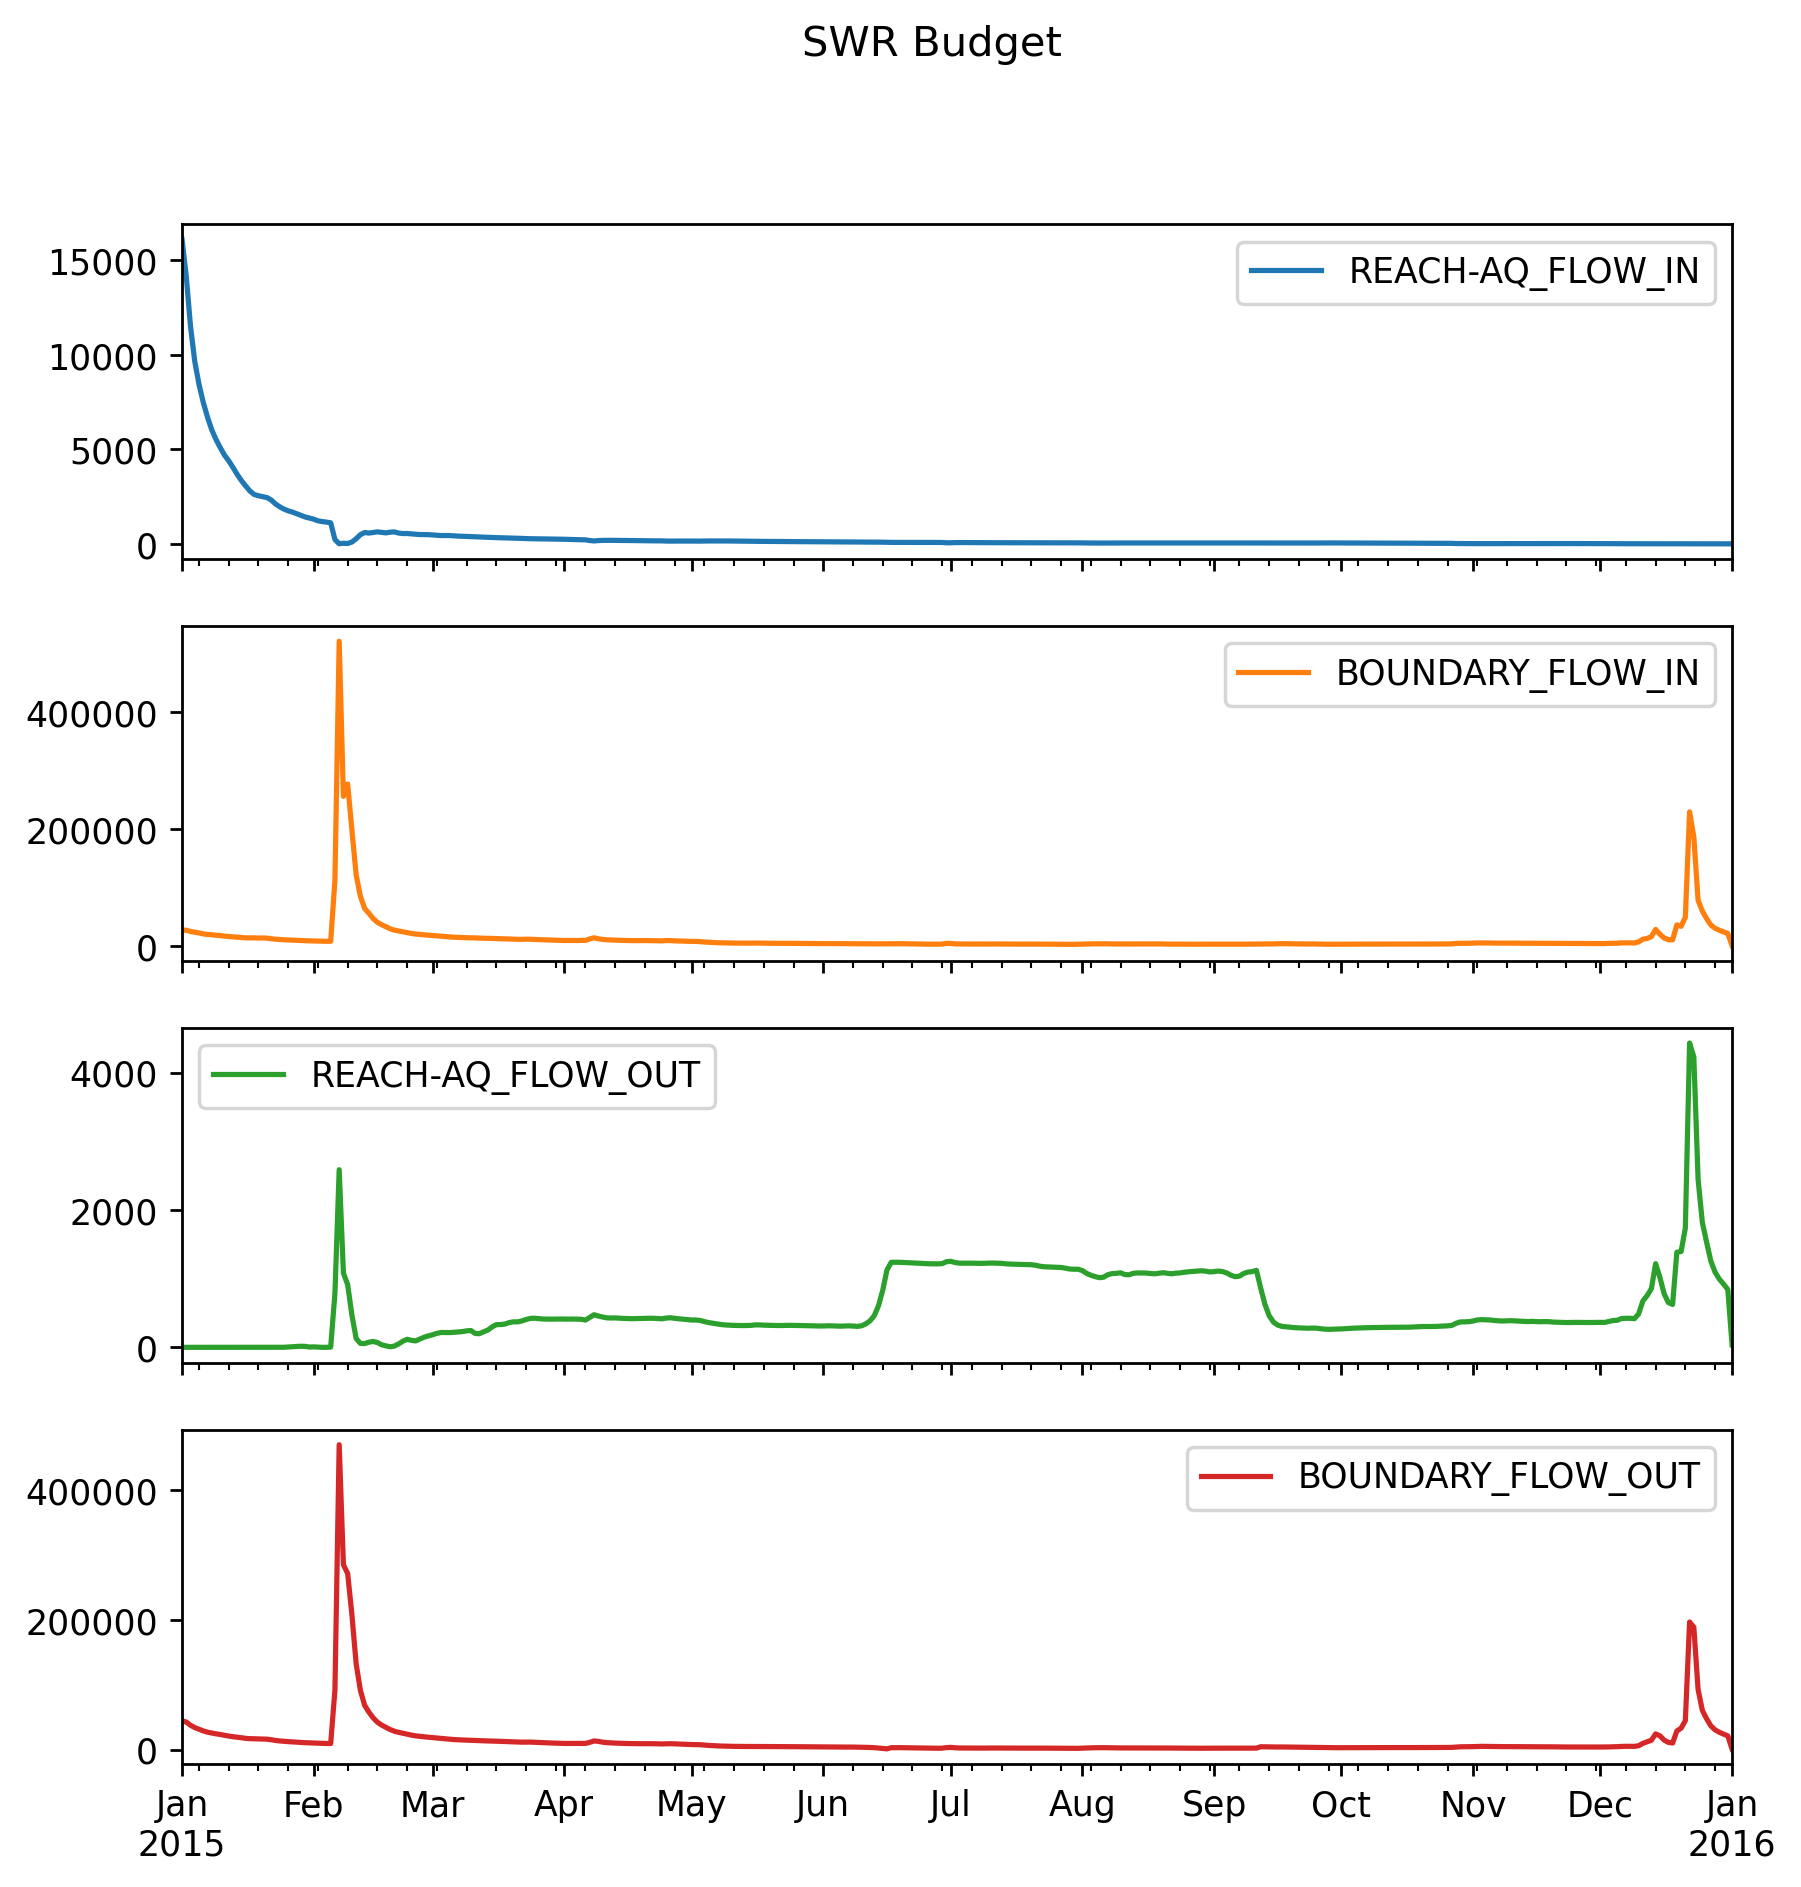 SWR Budget
15000
10000
5000
0
REACH-AQ_FLOW_IN
400000
200000
0
BOUNDARY_FLOW_IN
4000
2000
0
REACH-AQ_FLOW_OUT
400000
200000
0
BOUNDARY_FLOW_OUT
Jan Feb Mar Apr May Jun Jul Aug Sep Oct Nov Dec Jan
2015 2016